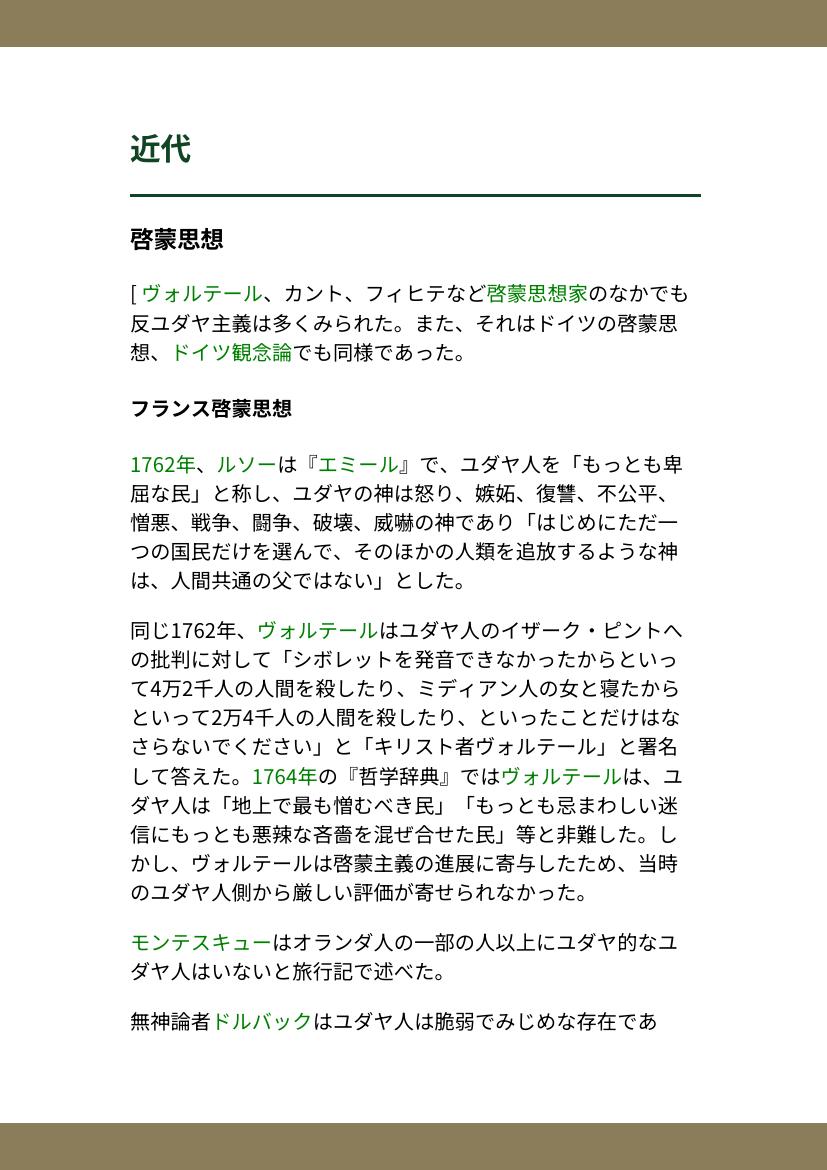 近代
啓蒙思想
[ ヴォルテール、カント、フィヒテなど啓蒙思想家のなかでも
反ユダヤ主義は多くみられた。また、それはドイツの啓蒙思
想、ドイツ観念論でも同様であった。
フランス啓蒙思想
1762年、ルソーは『エミール』で、ユダヤ人を「もっとも卑
屈な民」と称し、ユダヤの神は怒り、嫉妬、復讐、不公平、
憎悪、戦争、闘争、破壊、威嚇の神であり「はじめにただ一
つの国民だけを選んで、そのほかの人類を追放するような神
は、人間共通の父ではない」とした。
同じ1762年、ヴォルテールはユダヤ人のイザーク・ピントへ
の批判に対して「シボレットを発音できなかったからといっ
て4万2千人の人間を殺したり、ミディアン人の女と寝たから
といって2万4千人の人間を殺したり、といったことだけはな
さらないでください」と「キリスト者ヴォルテール」と署名
して答えた。1764年の『哲学辞典』ではヴォルテールは、ユ
ダヤ人は「地上で最も憎むべき民」「もっとも忌まわしい迷
信にもっとも悪辣な吝嗇を混ぜ合せた民」等と非難した。し
かし、ヴォルテールは啓蒙主義の進展に寄与したため、当時
のユダヤ人側から厳しい評価が寄せられなかった。
モンテスキューはオランダ人の一部の人以上にユダヤ的なユ
ダヤ人はいないと旅行記で述べた。
無神論者ドルバックはユダヤ人は脆弱でみじめな存在であ